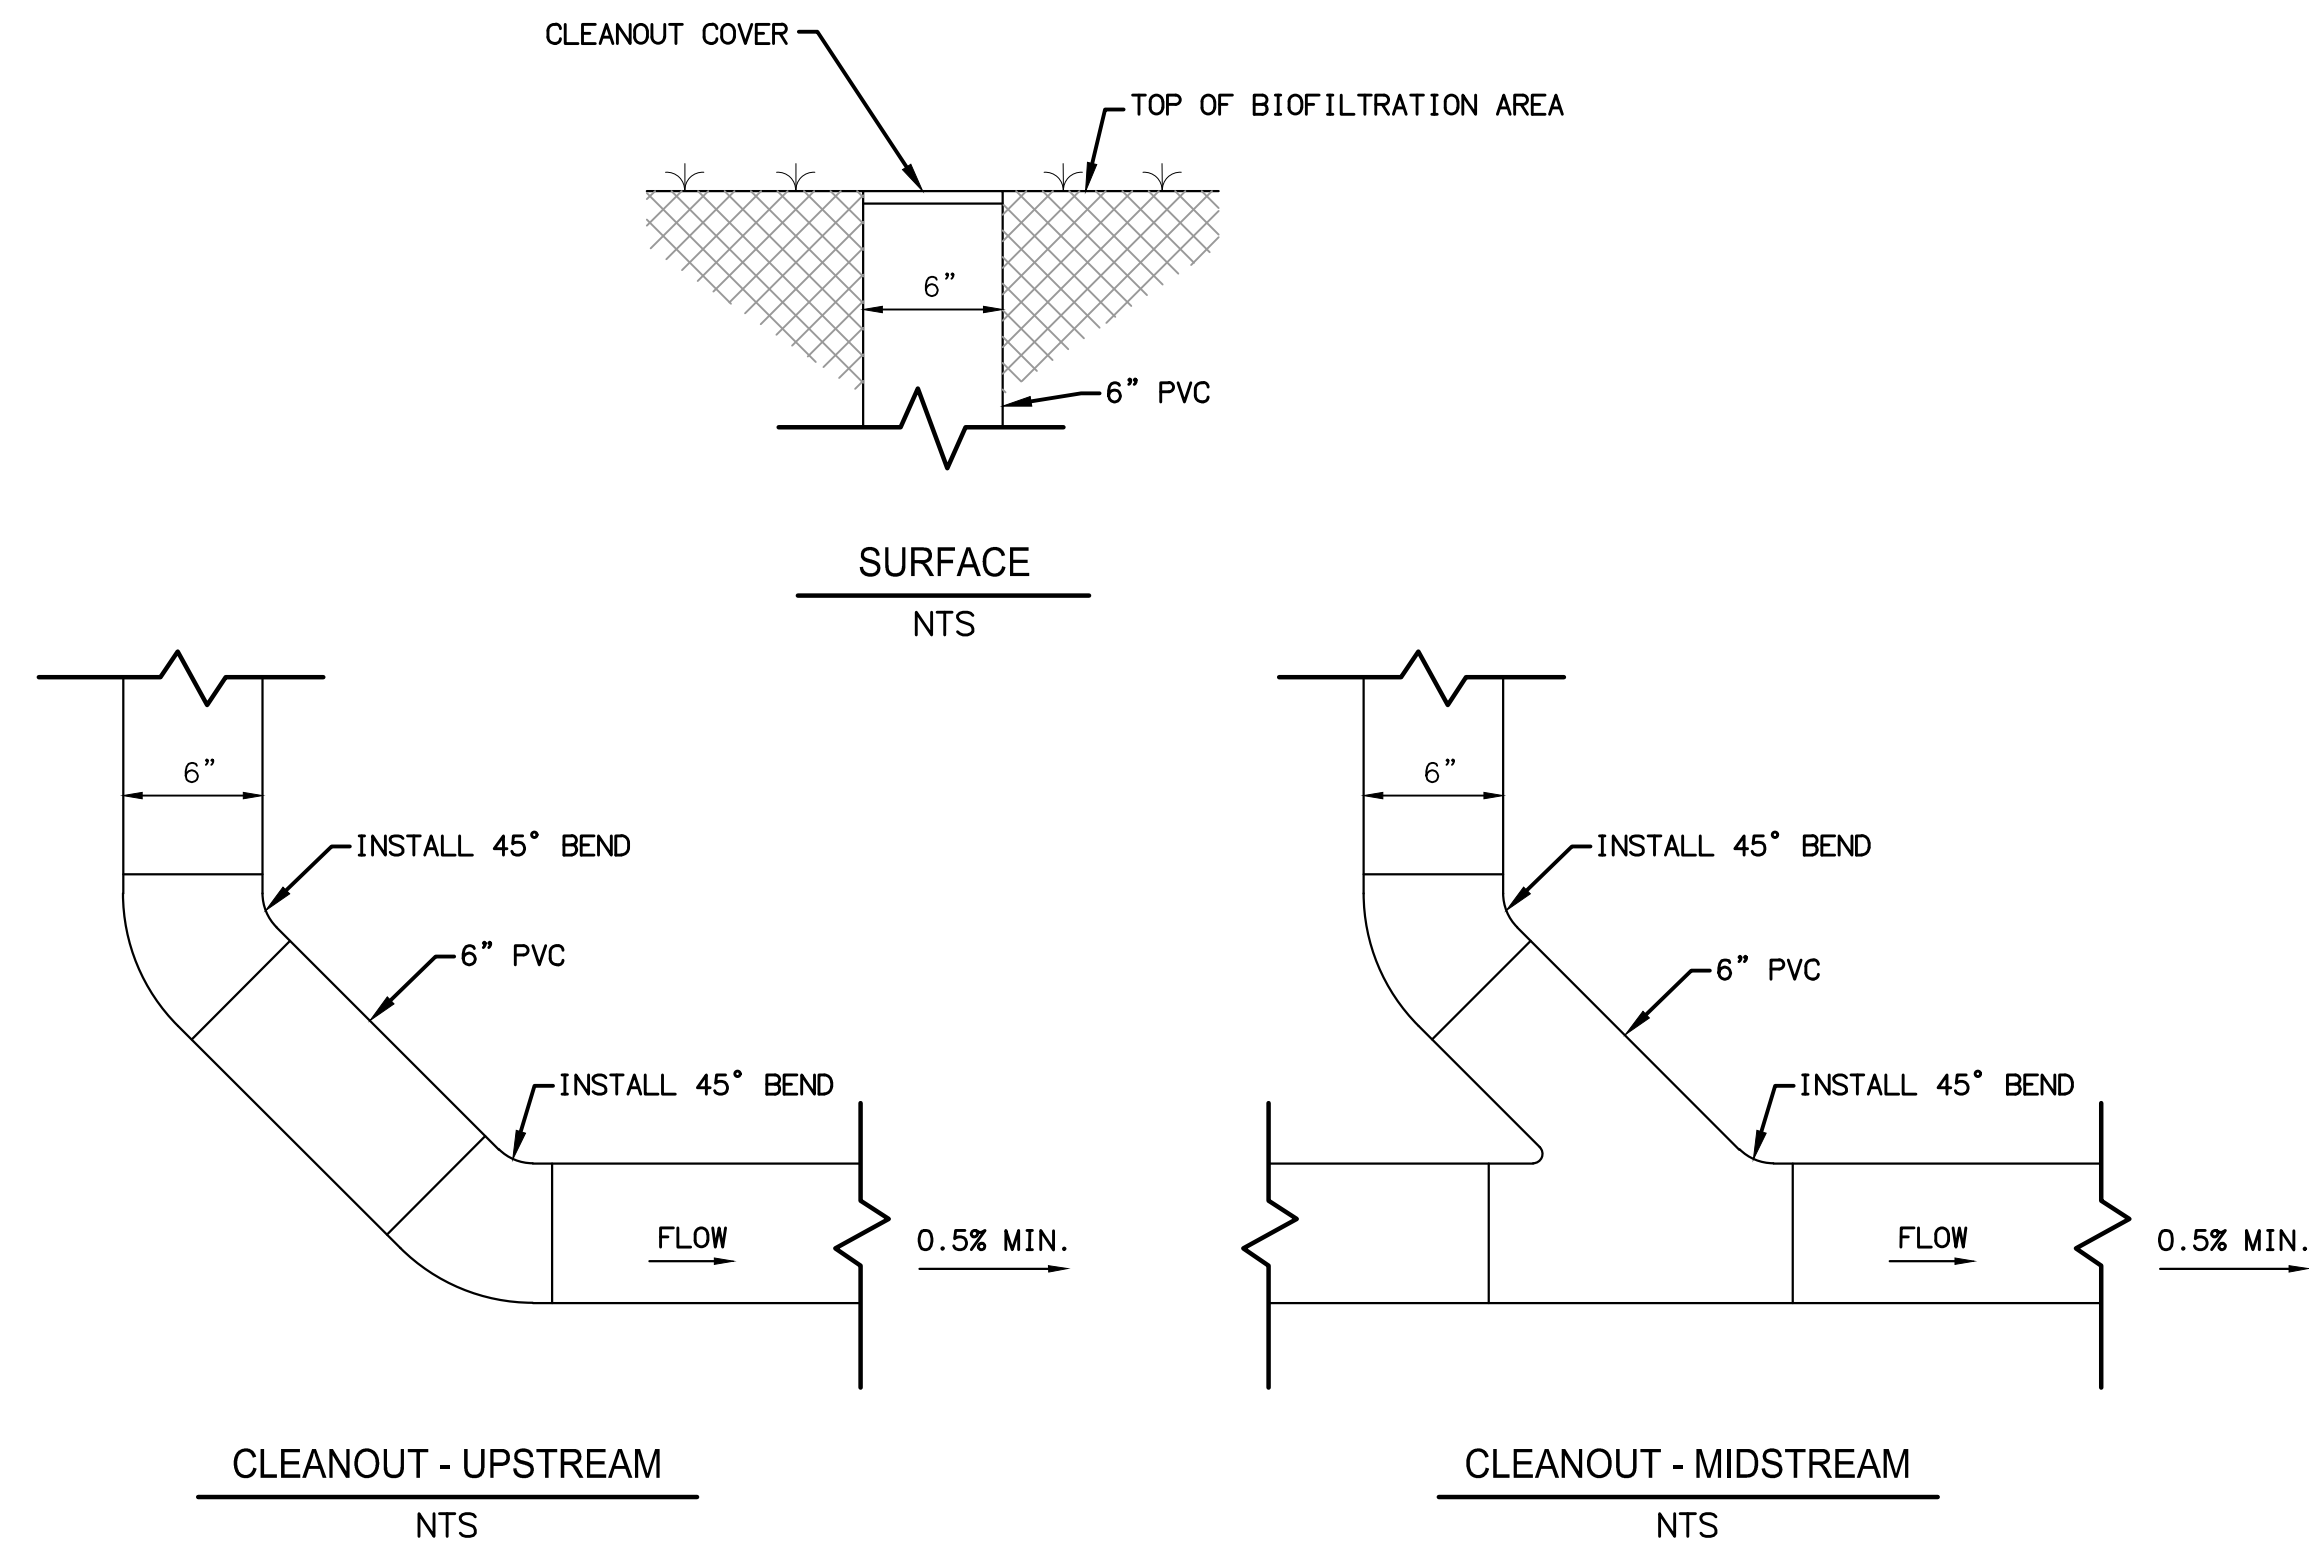 CLEANOUT COVER
TOP OF BIOFILTRATION AREA
6”
6” PVC
SURFACE
NTS
6”
INSTALL 45° BEND
6” PVC
INSTALL 45° BEND
FLOW
0.5% MIN.
CLEANOUT - UPSTREAM
NTS
6”
INSTALL 45° BEND
6” PVC
INSTALL 45° BEND
FLOW
0.5% MIN.
CLEANOUT - MIDSTREAM
NTS